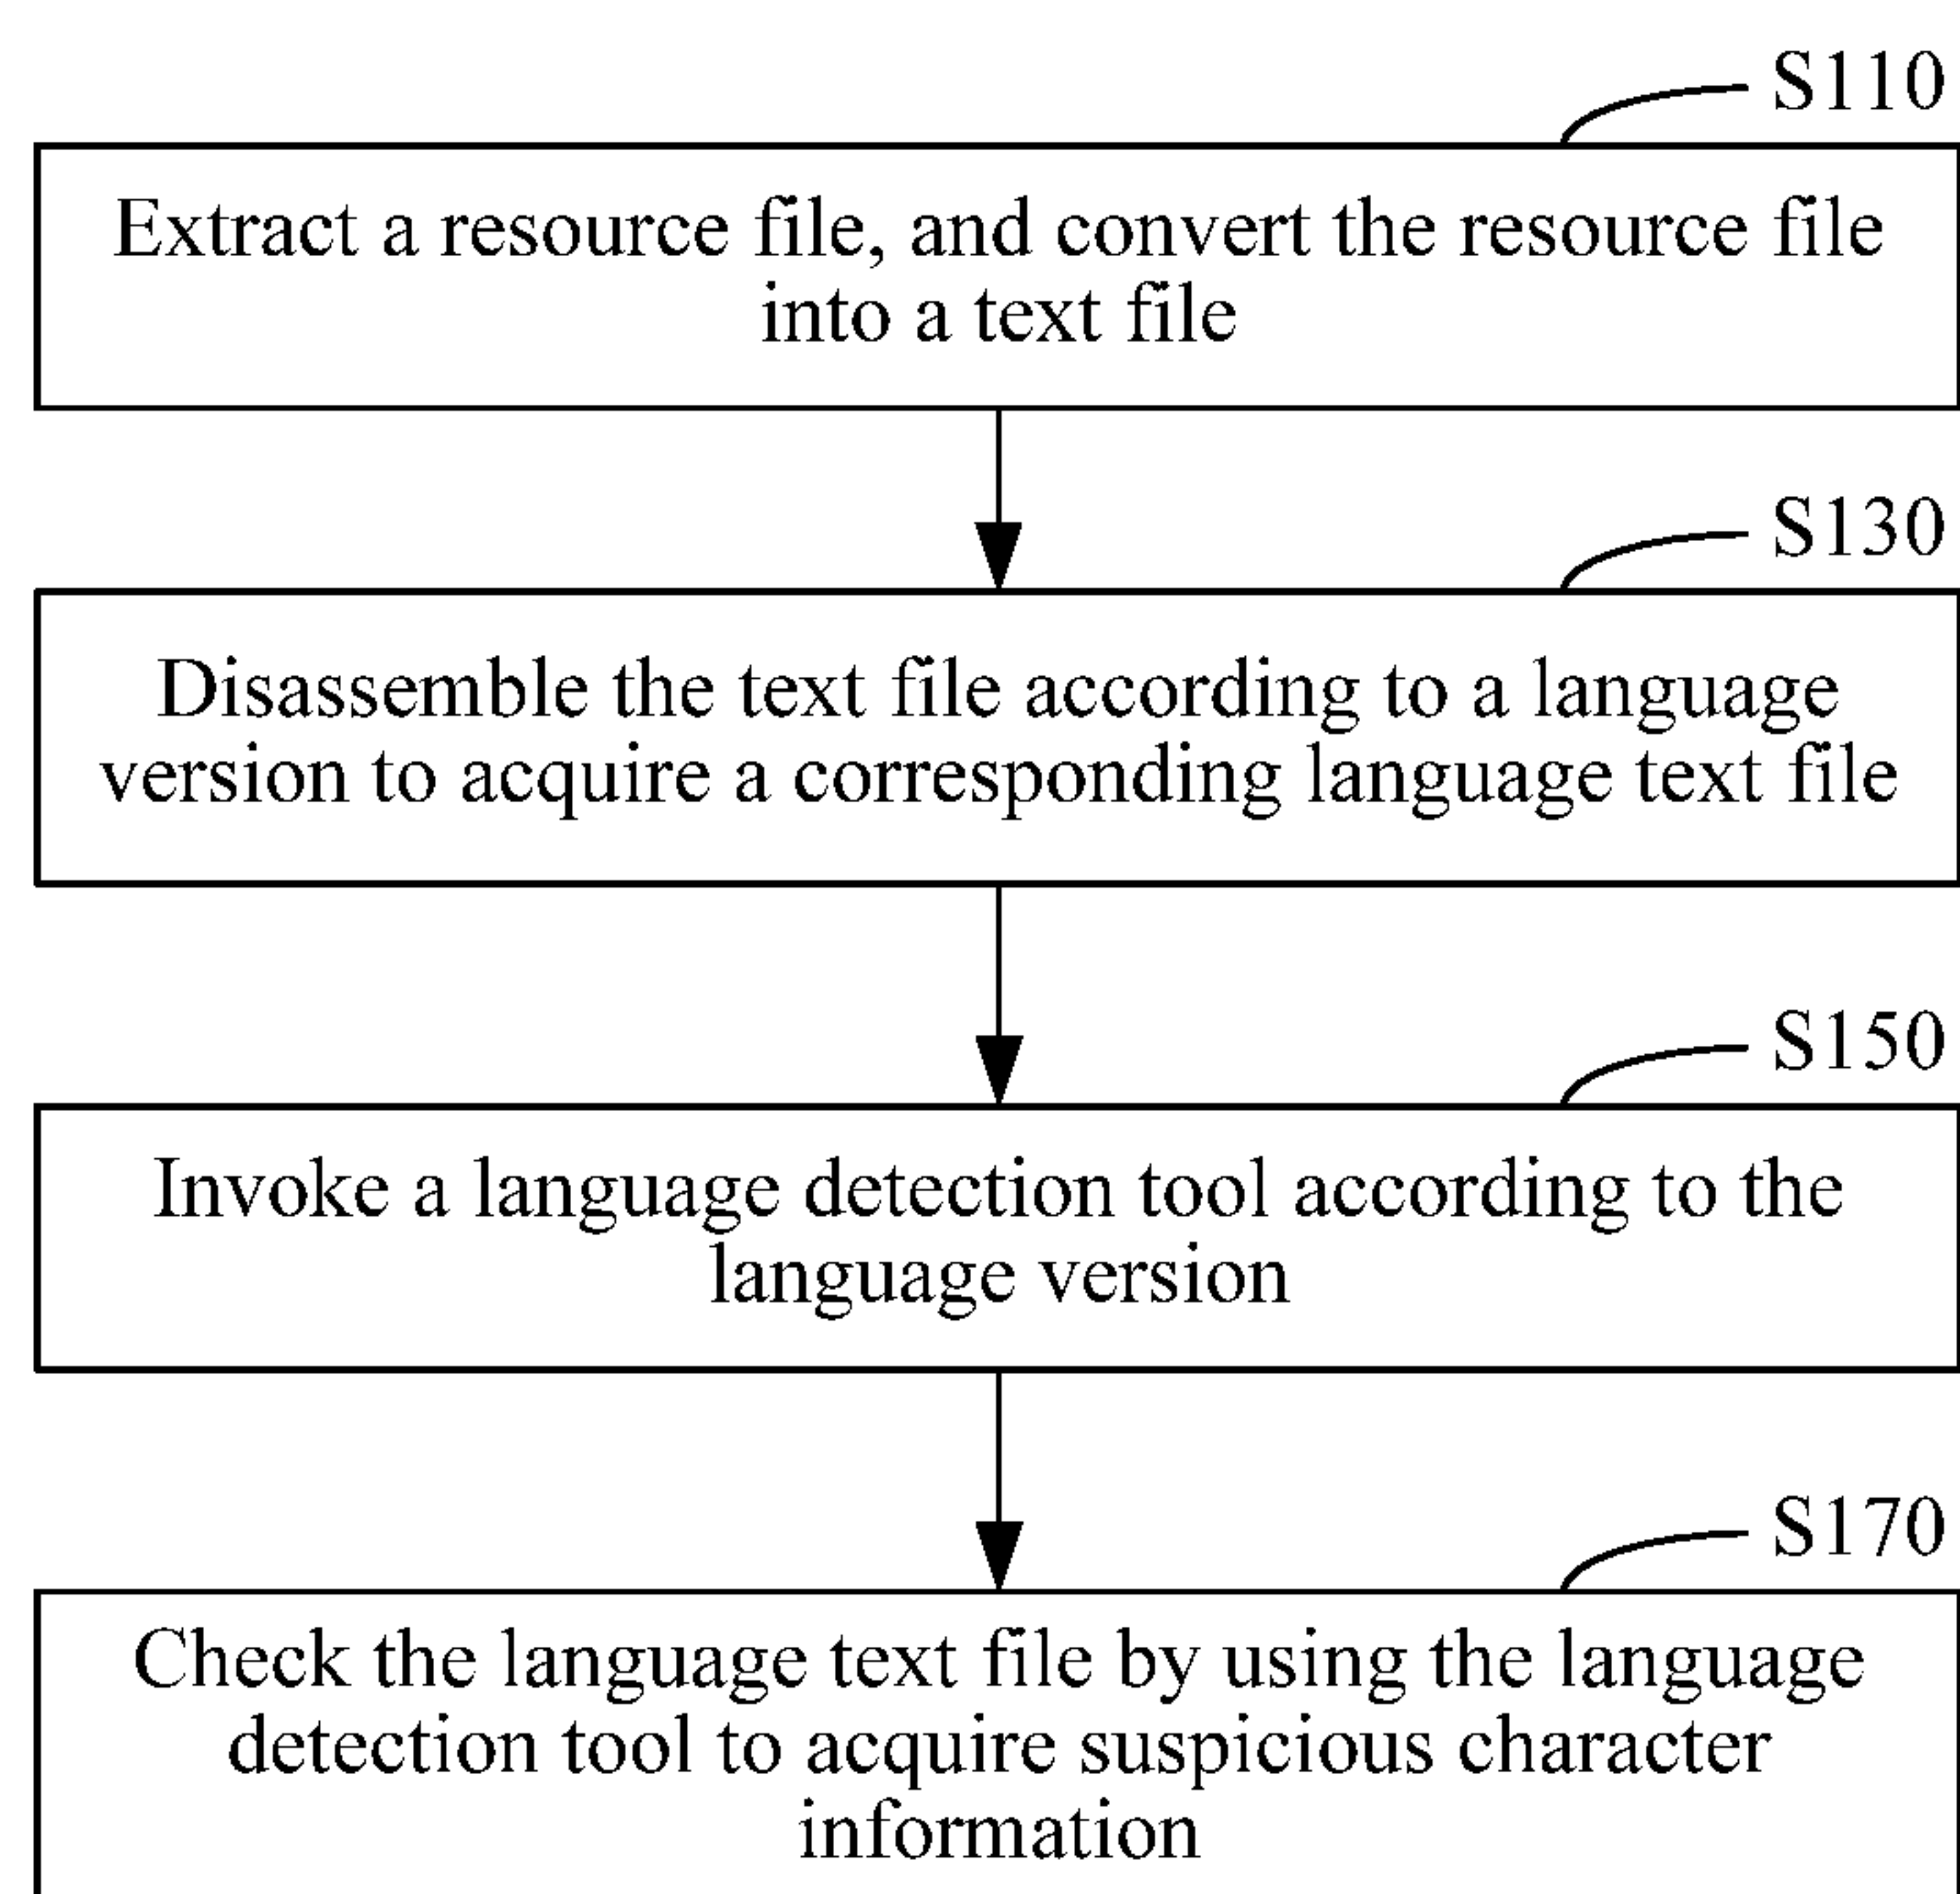 S110
Extract a resource file, and convert the resource file
into a text file
S130
Disassemble the text file according to a language
version to acquire a corresponding language text file
S150
Invoke a language detection tool according to the
language version
S170
Check the language text file by using the language
detection tool to acquire suspicious character
information